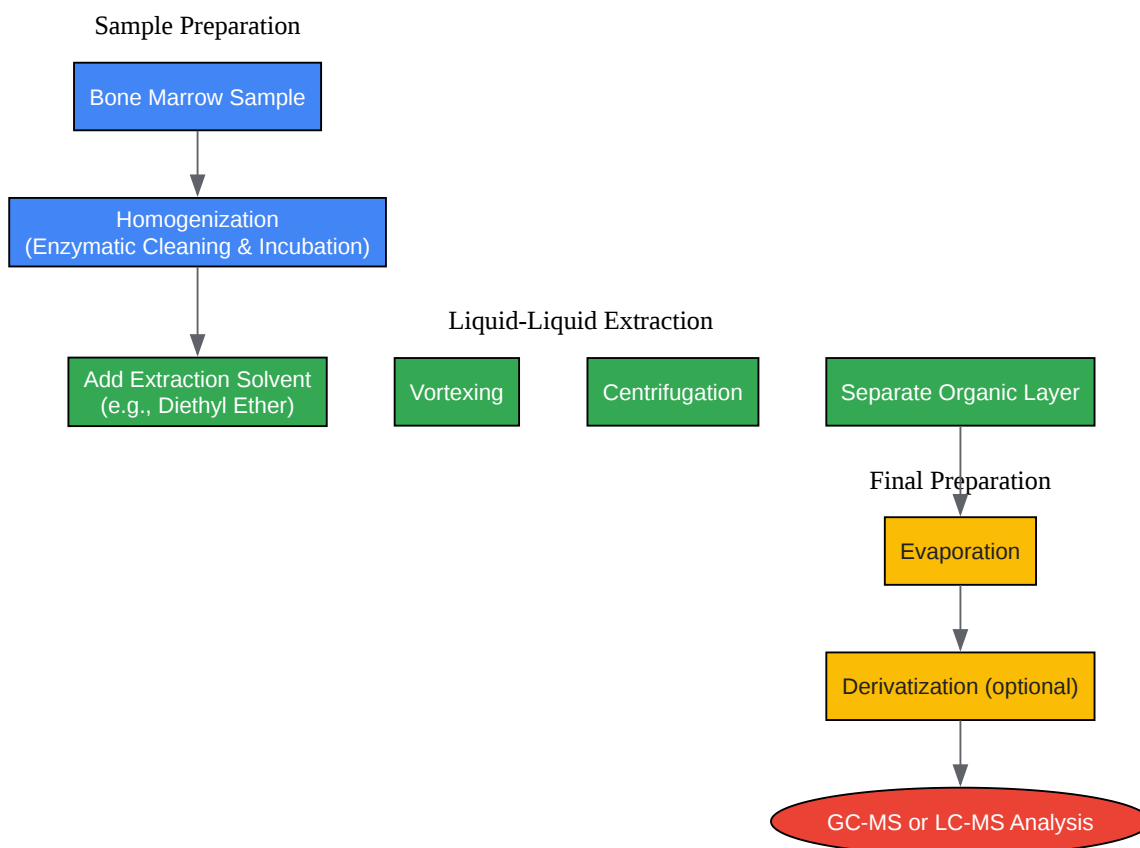 Sample Preparation
Bone Marrow Sample
Homogenization
(Enzymatic Cleaning & Incubation)
Liquid-Liquid Extraction
Add Extraction Solvent
(e.g., Diethyl Ether)
Vortexing
Centrifugation
Separate Organic Layer
Final Preparation
Evaporation
Derivatization (optional)
GC-MS or LC-MS Analysis